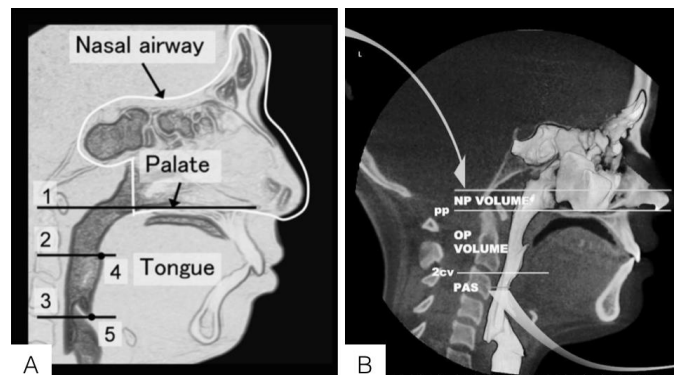 Nasal airway
Palate
1
2
Tongue
4
3
5
A
L
NP VOLUME
pp
OP
VOLUME
2cv
PAS
B